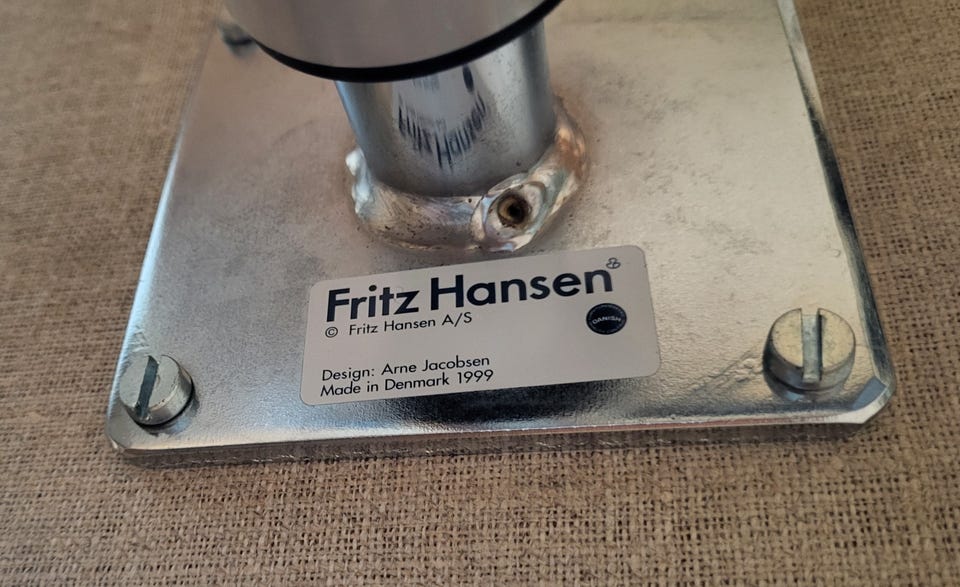 Fritz Hansen
© Fritz Hansen A/S
DANISH
Design: Arne Jacobsen
Made in Denmark 1999